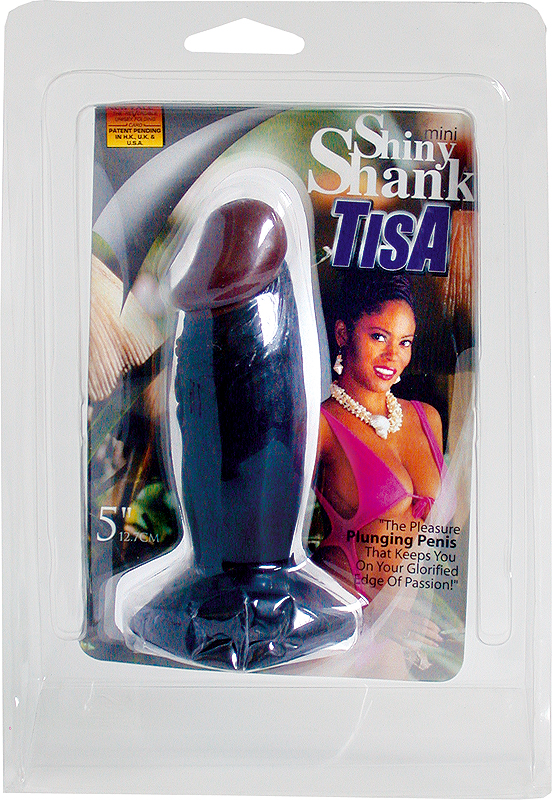 PATENT PENDING
IN H.K., U.K. &
U.S.A.
mini
Shiny
Shank
TISA
5"
12.7CM
"The Pleasure
Plunging Penis
That Keeps You
On Your Glorified
Edge Of Passion!"